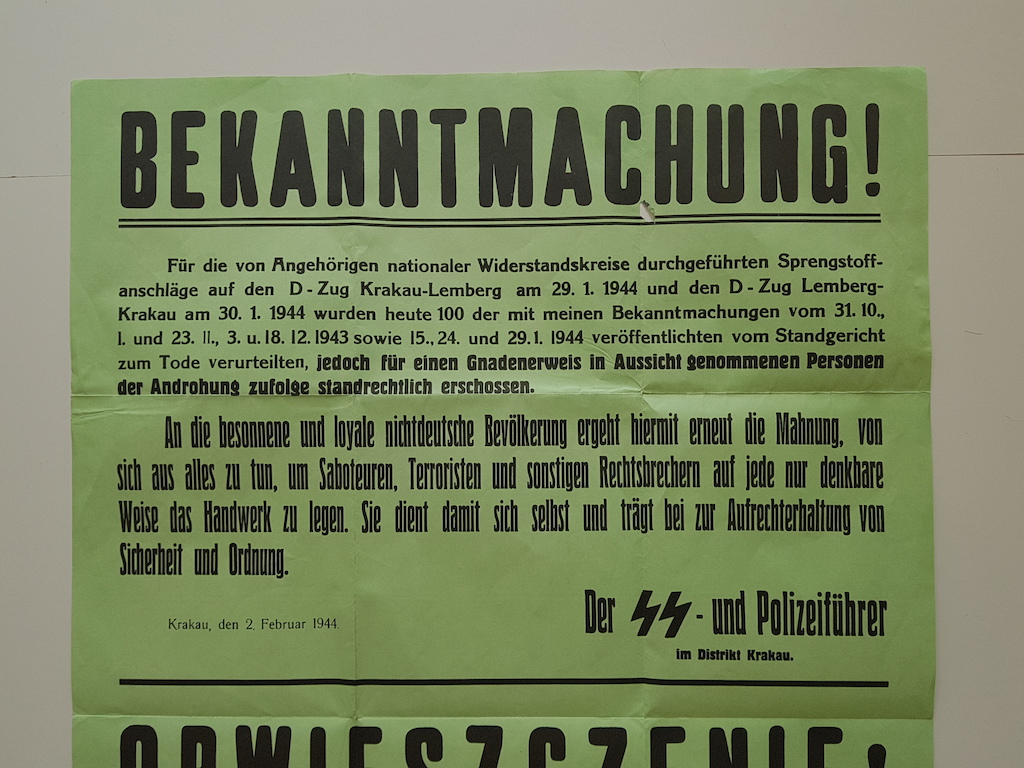 BEKANNTMACHUNG!
Für die von Angehörigen nationaler Widerstandskreise durchgeführten Sprengstoff-
anschläge auf den D-Zug Krakau-Lemberg am 29. 1. 1944 und den D-Zug Lemberg-
Krakau am 30. 1. 1944 wurden heute 100 der mit meinen Bekanntmachungen vom 31. 10.,
1. und 23. 11., 3. u. 18. 12. 1943 sowie 15., 24. und 29. 1. 1944 veröffentlichten vom Standgericht
zum Tode verurteilten, jedoch für einen Gnadenerweis in Aussicht genommenen Personen
der Androhung zufolge standrechtlich erschossen.
An die besonnene und loyale nichtdeutsche Bevölkerung ergeht hiermit erneut die Mahnung, von
sich aus alles zu tun, um Saboteuren, Terroristen und sonstigen Rechtsbrechern auf jede nur denkbare
Weise das Handwerk zu legen. Sie dient damit sich selbst und trägt bei zur Aufrechterhaltung von
Sicherheit und Ordnung.
Der SS- und Polizeiführer
im Distrikt Krakau.
Krakau, den 2. Februar 1944.
OBWIESZCZENIE!